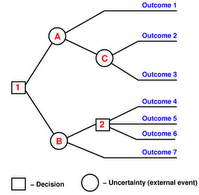 Outcome 1
A
Outcome 2
C
Outcome 3
1
Outcome 4
2
Outcome 5
Outcome 6
B
Outcome 7
– Decision
– Uncertainty (external event)